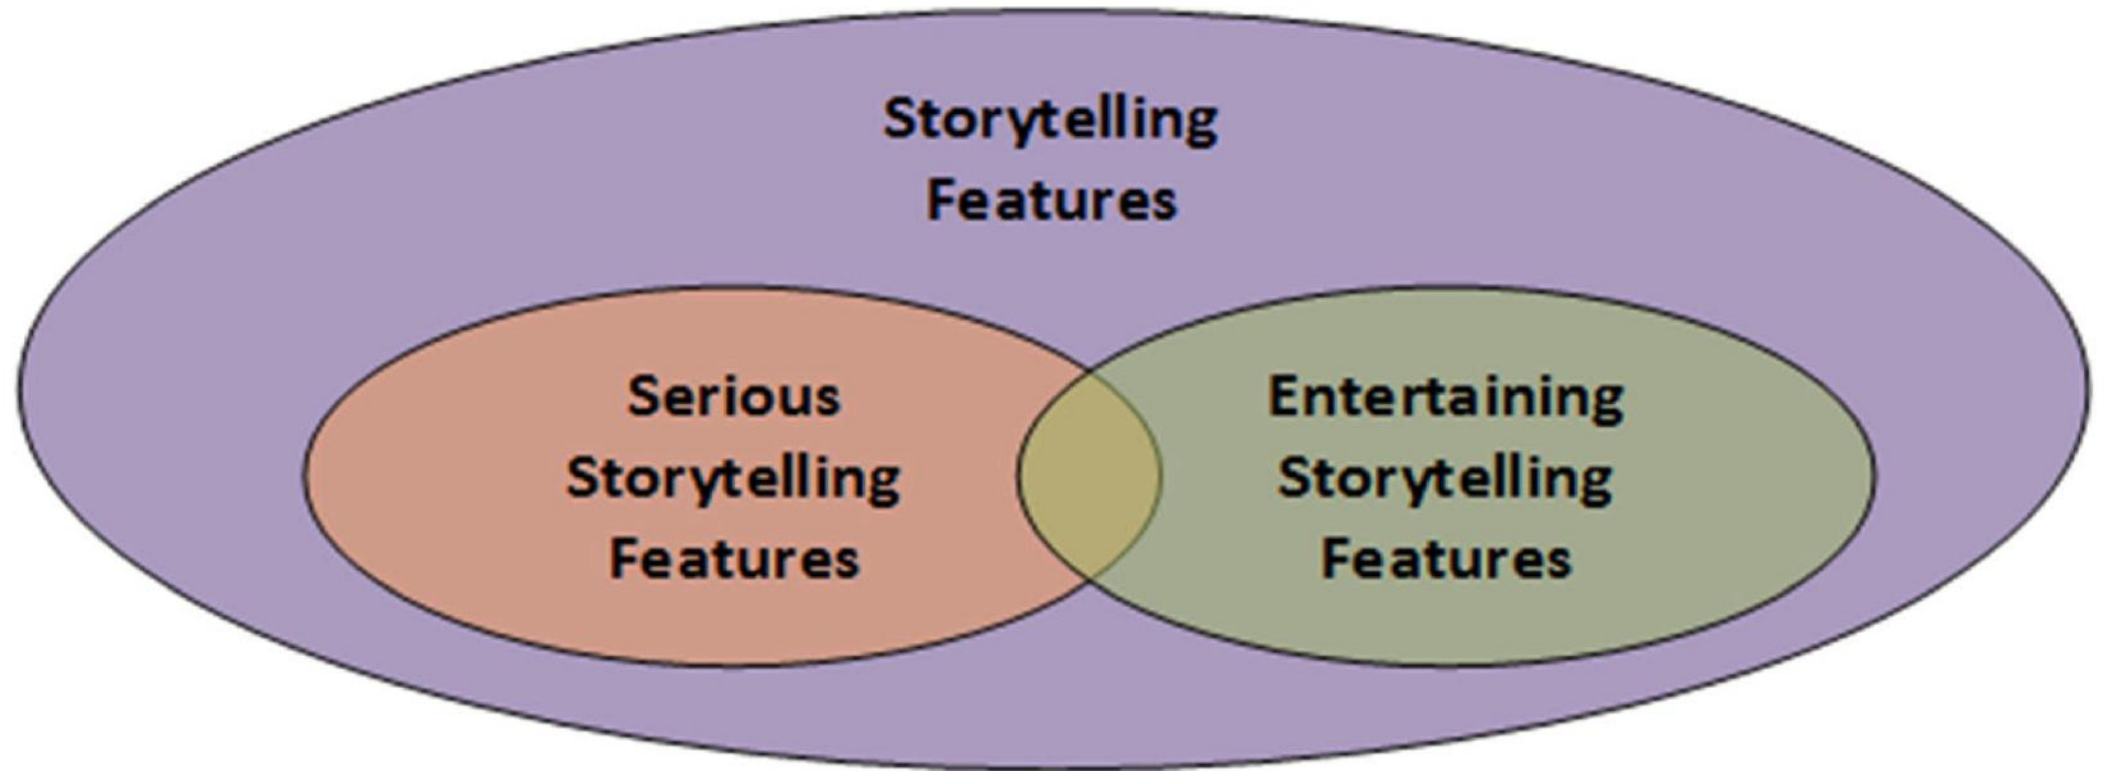 Storytelling
Features
Serious
Storytelling
Features
Entertaining
Storytelling
Features